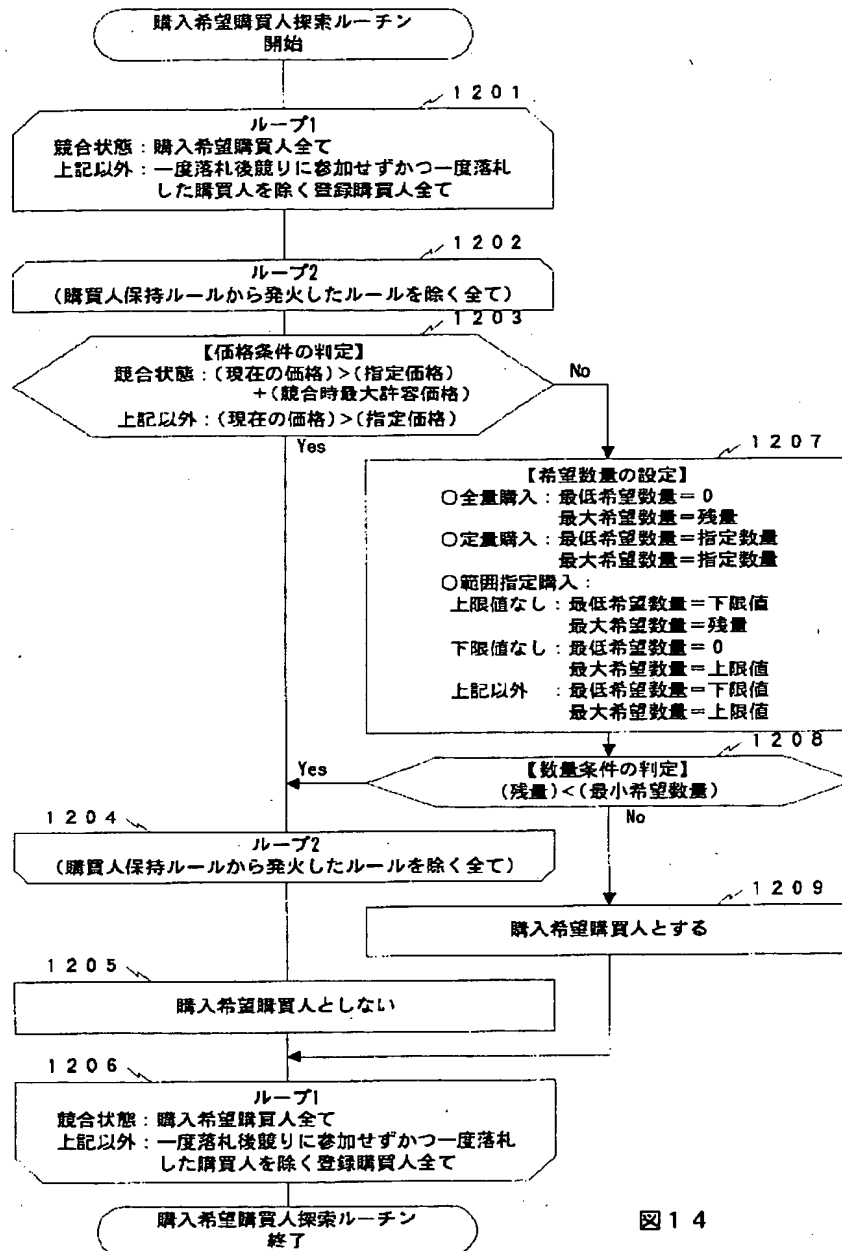 購入希望購買人探索ルーチン
開始
1201
ループ1
競合状態：購入希望購買人全て
上記以外：一度落札後競りに参加せずかつ一度落札
した購買人を除く登録購買人全て
1202
ループ2
（購買人保持ルールから発火したルールを除く全て）
1203
【価格条件の判定】
競合状態：(現在の価格)＞(指定価格)
＋(競合時最大許容価格)
上記以外：(現在の価格)＞(指定価格)
No
Yes
1207
【希望数量の設定】
○全量購入：最低希望数量＝0
最大希望数量＝残量
○定量購入：最低希望数量＝指定数量
最大希望数量＝指定数量
○範囲指定購入：
上限値なし：最低希望数量＝下限値
最大希望数量＝残量
下限値なし：最低希望数量＝0
最大希望数量＝上限値
上記以外　：最低希望数量＝下限値
最大希望数量＝上限値
1208
【数量条件の判定】
(残量)＜(最小希望数量)
Yes
No
1204
ループ2
（購買人保持ルールから発火したルールを除く全て）
1209
購入希望購買人とする
1205
購入希望購買人としない
1206
ループ1
競合状態：購入希望購買人全て
上記以外：一度落札後競りに参加せずかつ一度落札
した購買人を除く登録購買人全て
購入希望購買人探索ルーチン
終了
図14